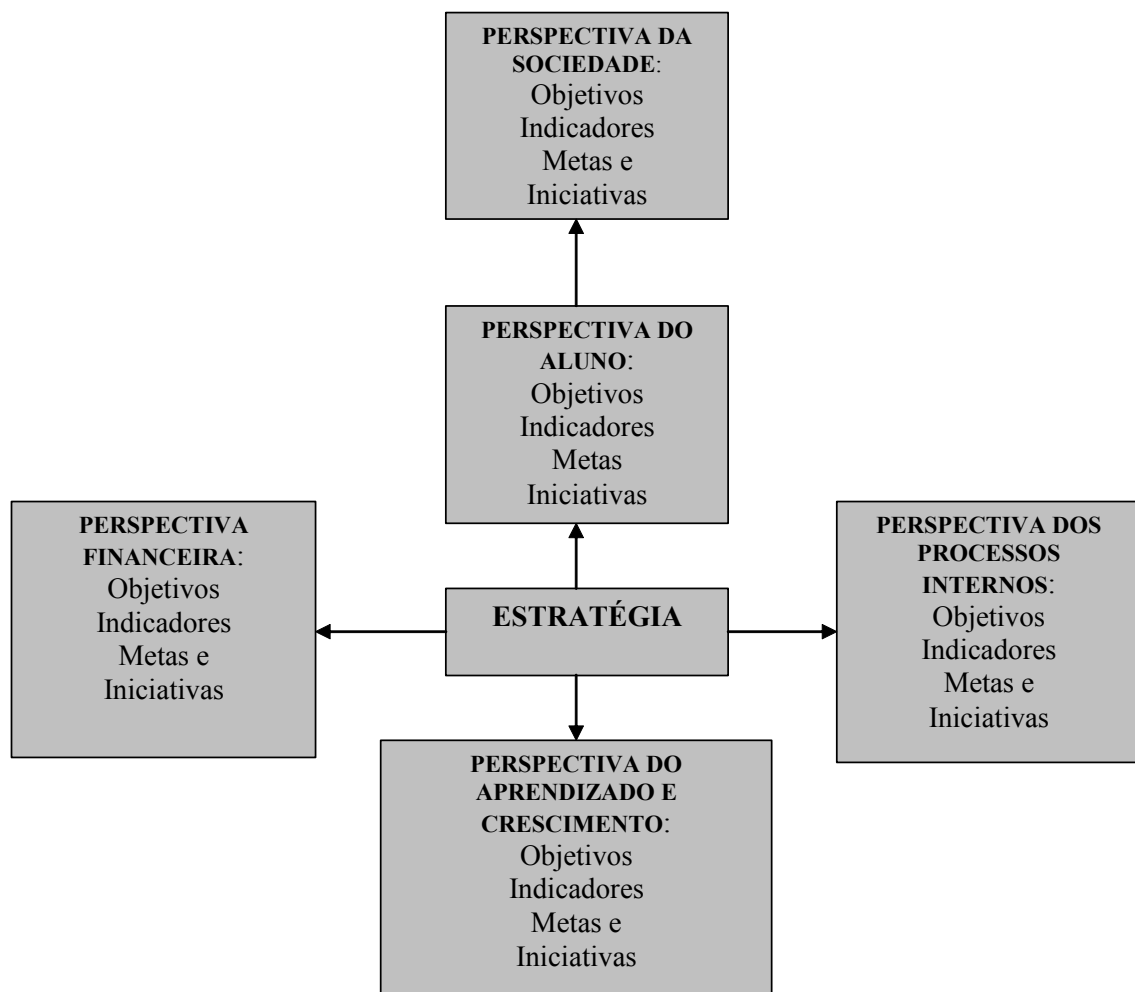 PERSPECTIVA DA
SOCIEDADE:
Objetivos
Indicadores
Metas e
Iniciativas
PERSPECTIVA DO
ALUNO:
Objetivos
Indicadores
Metas
Iniciativas
PERSPECTIVA
FINANCEIRA:
Objetivos
Indicadores
Metas e
Iniciativas
ESTRATÉGIA
PERSPECTIVA DOS
PROCESSOS
INTERNOS:
Objetivos
Indicadores
Metas e
Iniciativas
PERSPECTIVA DO
APRENDIZADO E
CRESCIMENTO:
Objetivos
Indicadores
Metas e
Iniciativas